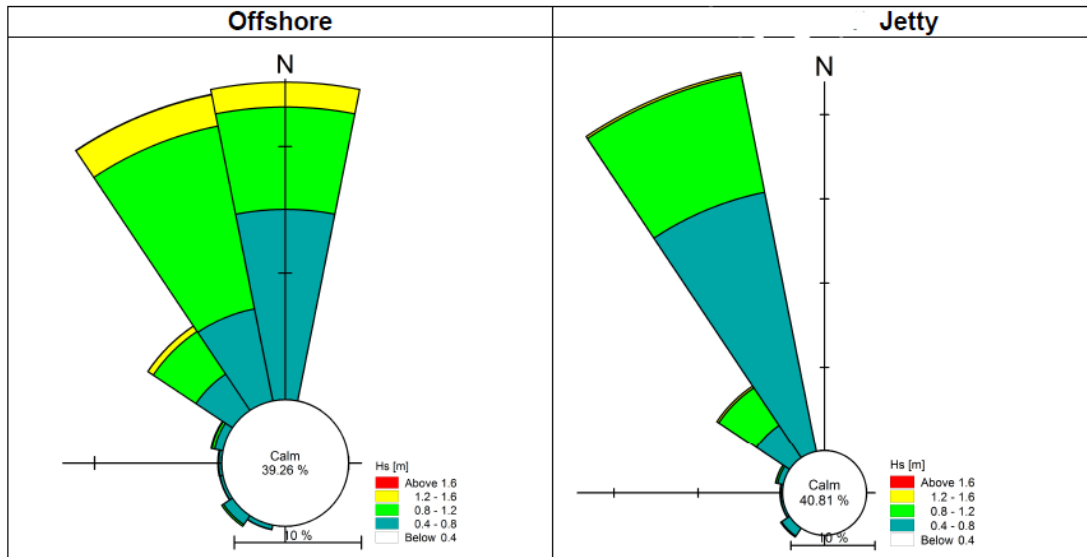 Offshore
Jetty
N
Calm
39.26 %
10 %
Hs [m]
Above 1.6
1.2 - 1.6
0.8 - 1.2
0.4 - 0.8
Below 0.4
N
Calm
40.81 %
10 %
Hs [m]
Above 1.6
1.2 - 1.6
0.8 - 1.2
0.4 - 0.8
Below 0.4